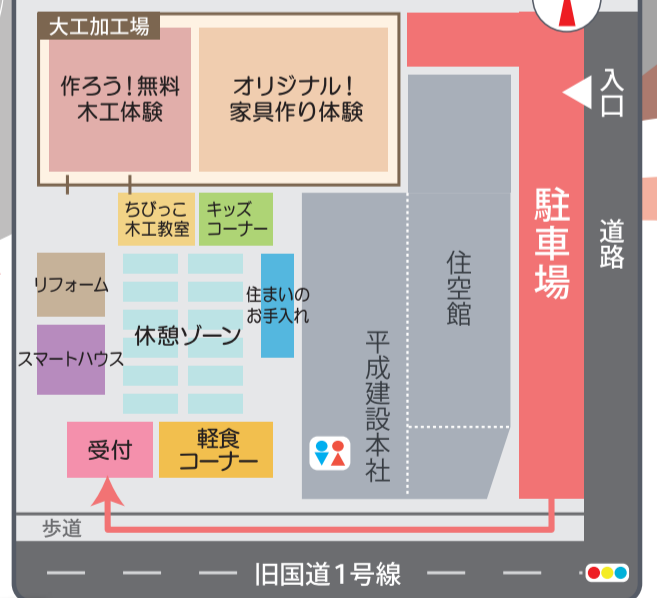 大工加工場
作ろう！無料
木工体験
オリジナル！
家具作り体験
入口
ちびっこ
木工教室
キッズ
コーナー
駐車場
道路
リフォーム
住まいの
お手入れ
住空館
スマートハウス
休憩ゾーン
平成建設本社
受付
軽食
コーナー
歩道
旧国道1号線